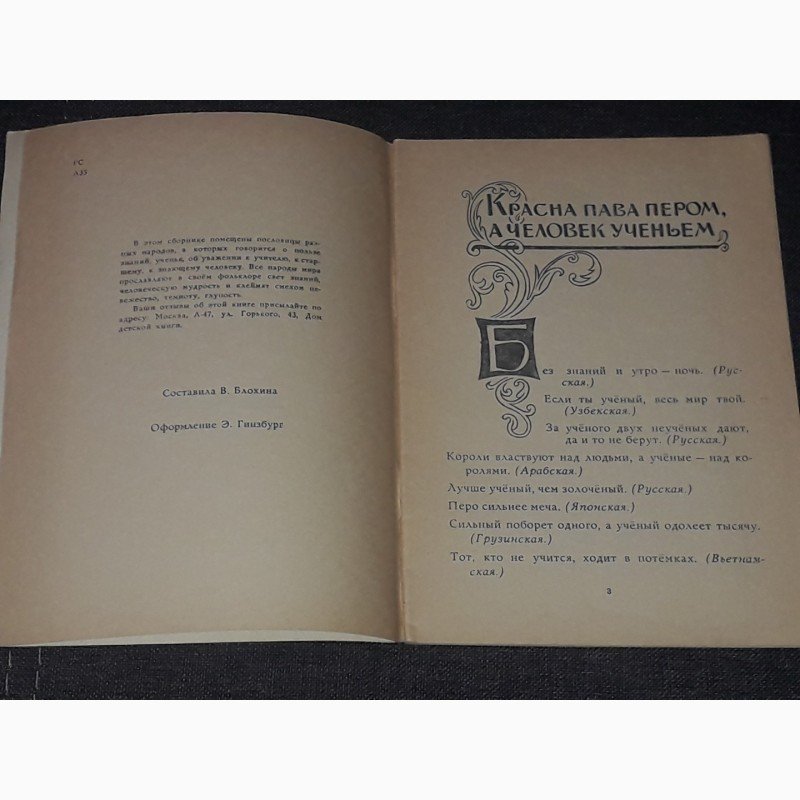 РС
Л35
В этом сборнике помещены пословицы раз-
ных народов, в которых говорится о пользе
знаний, ученья, об уважении к учителю, к стар-
шему, к знающему человеку. Все народы мира
прославляют в своём фольклоре свет знаний,
человеческую мудрость и клеймят смехом не-
вежество, темноту, глупость.
Ваши отзывы об этой книге присылайте по
адресу: Москва, А-47, ул. Горького, 43, Дом
детской книги.
Составила В. Блохина
Оформление Э. Гинзбург
Красна пава пером,
а человек ученьем
Без знаний и утро — ночь. (Рус-
ская.)
Если ты учёный, весь мир твой.
(Узбекская.)
За учёного двух неучёных дают,
да и то не берут. (Русская.)
Короли властвуют над людьми, а учёные — над ко-
ролями. (Арабская.)
Лучше учёный, чем золочёный. (Русская.)
Перо сильнее меча. (Японская.)
Сильный поборет одного, а учёный одолеет тысячу.
(Грузинская.)
Тот, кто не учится, ходит в потёмках. (Вьетнам-
ская.)
3